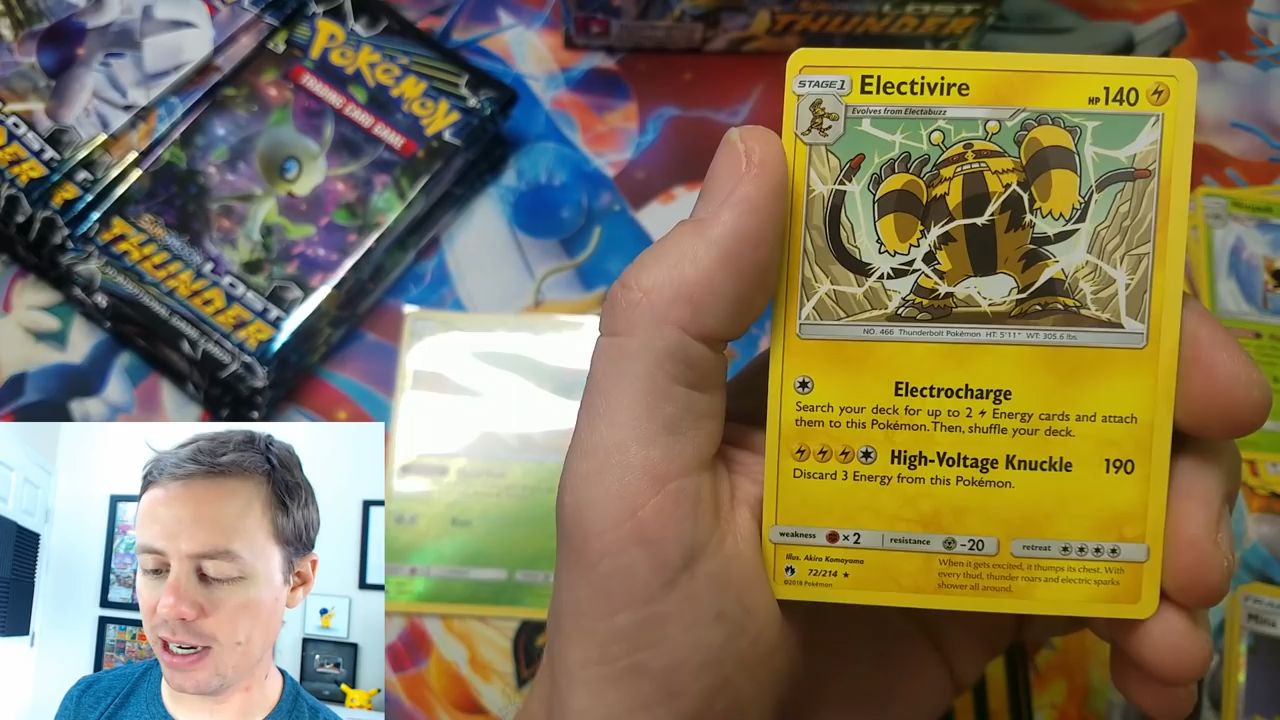 LOST
THUNDER
POKéMON
TRADING CARD GAME
LOST
THUNDER
STAGE 1
Electivire
HP 140
Evolves from Electabuzz
NO. 466 Thunderbolt Pokémon HT: 5'11" WT: 305.6 lbs.
Electrocharge
Search your deck for up to 2 Energy cards and attach
them to this Pokémon. Then, shuffle your deck.
High-Voltage Knuckle 190
Discard 3 Energy from this Pokémon.
weakness ×2 resistance -20 retreat
Illus. Akira Komayama
72/214 ★
©2018 Pokémon
When it gets excited, it thumps its chest. With
every thud, thunder roars and electric sparks
shower all around.